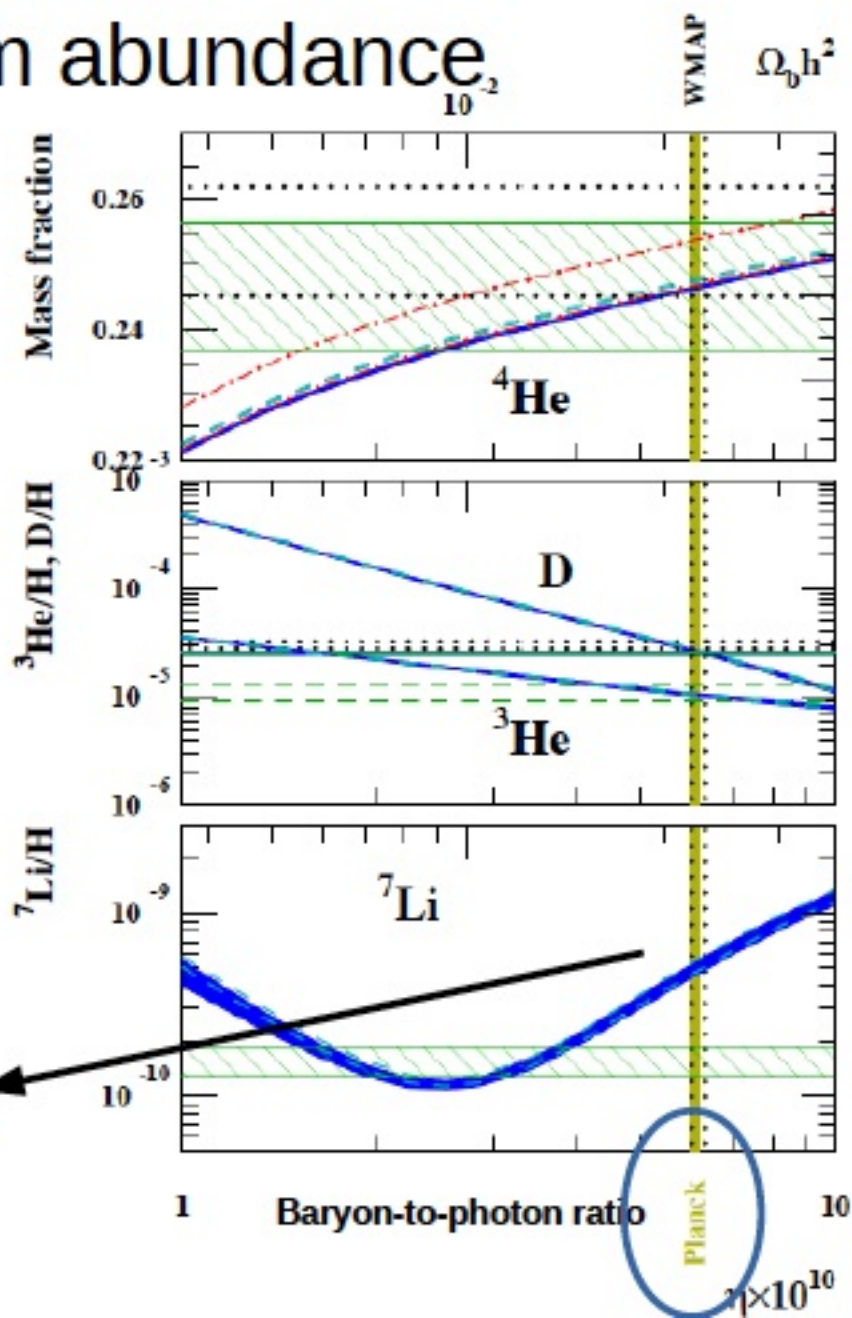 m abundance
WMAP
Ω_b h²
10⁻²
Mass fraction
0.26
0.24
0.22
⁴He
³He/H, D/H
10⁻³
10⁻⁴
10⁻⁵
10⁻⁶
D
³He
⁷Li/H
10⁻⁹
10⁻¹⁰
⁷Li
1
Baryon-to-photon ratio
Planck
10
η×10¹⁰